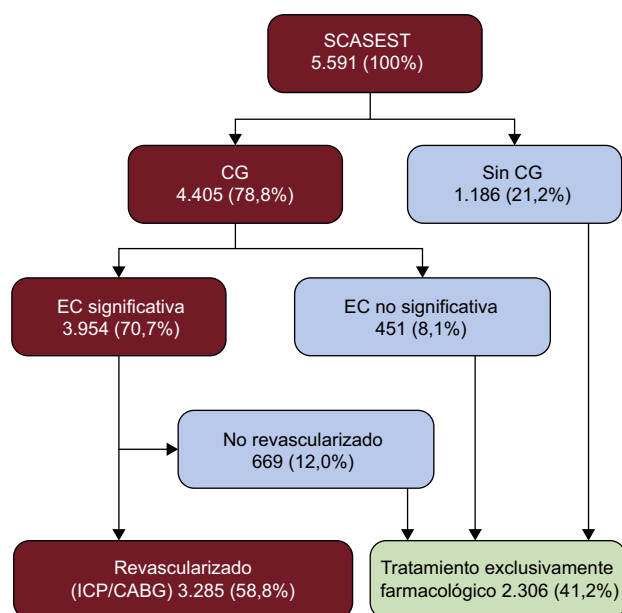 SCASEST
5.591 (100%)
CG
4.405 (78,8%)
Sin CG
1.186 (21,2%)
EC significativa
3.954 (70,7%)
EC no significativa
451 (8,1%)
No revascularizado
669 (12,0%)
Revascularizado
(ICP/CABG) 3.285 (58,8%)
Tratamiento exclusivamente
farmacológico 2.306 (41,2%)